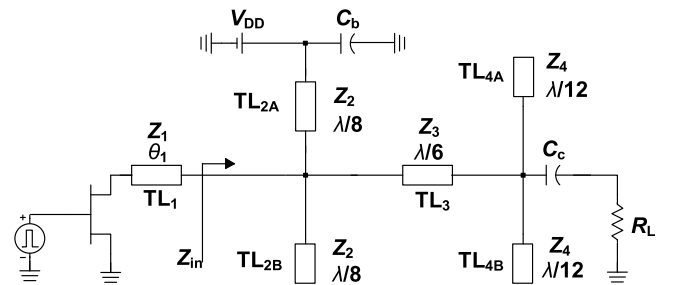 V_DD
C_b
TL_2A
Z_2
λ/8
TL_4A
Z_4
λ/12
Z_1
θ_1
TL_1
Z_3
λ/6
TL_3
C_c
+
-
Z_in
TL_2B
Z_2
λ/8
TL_4B
Z_4
λ/12
R_L